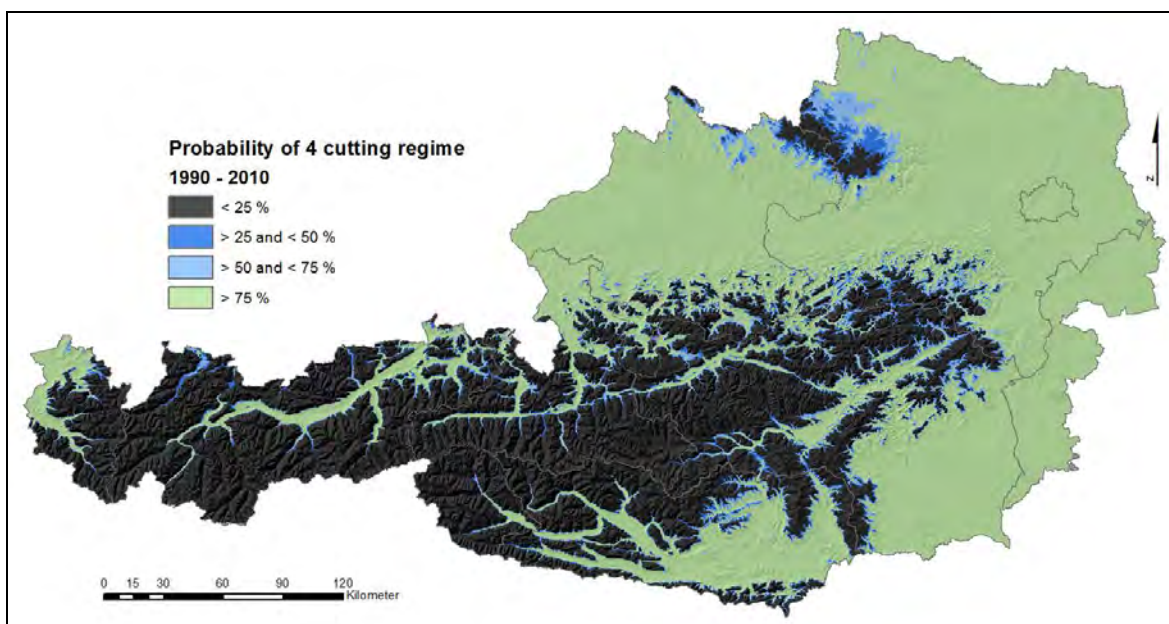 Probability of 4 cutting regime
1990 - 2010
< 25 %
> 25 and < 50 %
> 50 and < 75 %
> 75 %
N
0 15 30 60 90 120
Kilometer